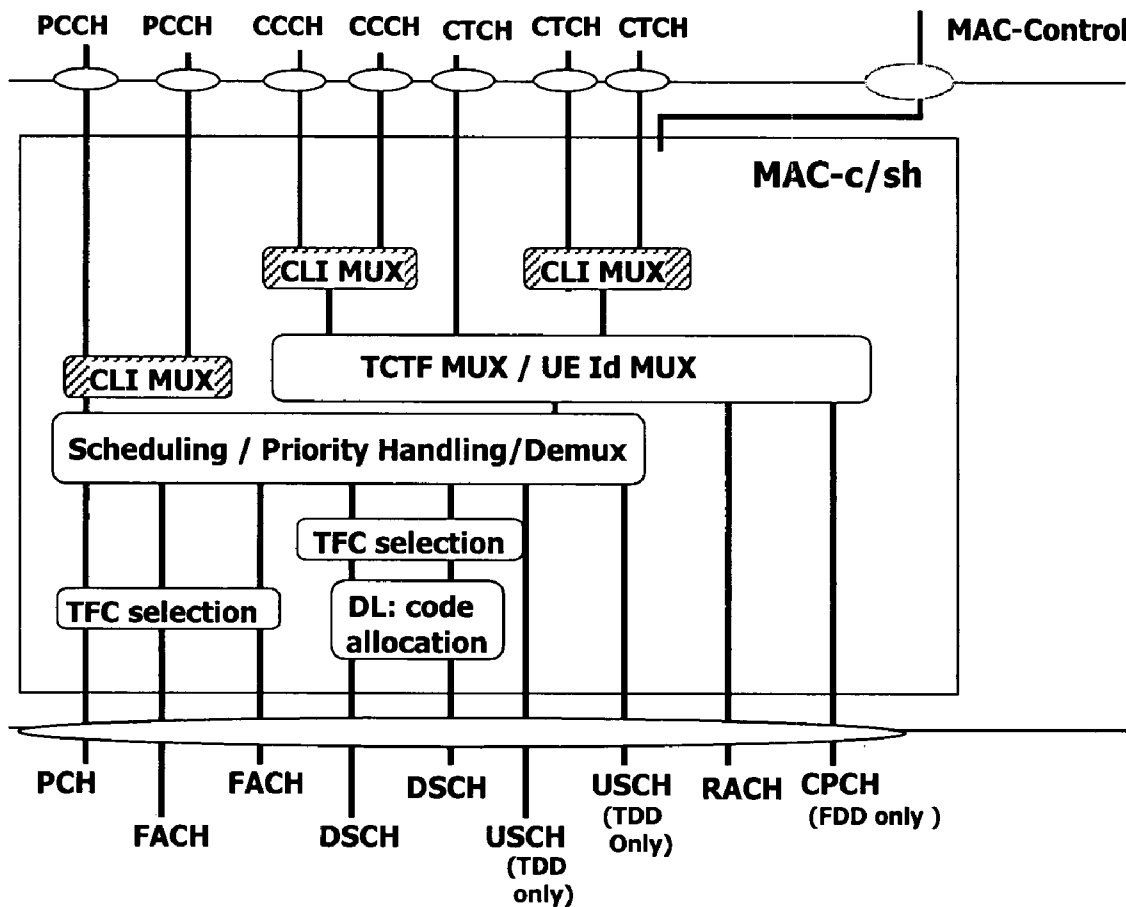 PCCH PCCH CCCH CCCH CTCH CTCH CTCH MAC-Control
MAC-c/sh
CLI MUX CLI MUX
TCTF MUX / UE Id MUX
CLI MUX
Scheduling / Priority Handling/Demux
TFC selection
TFC selection
DL: code
allocation
PCH FACH DSCH USCH RACH CPCH
(TDD (FDD only )
Only)
FACH DSCH USCH
(TDD
only)